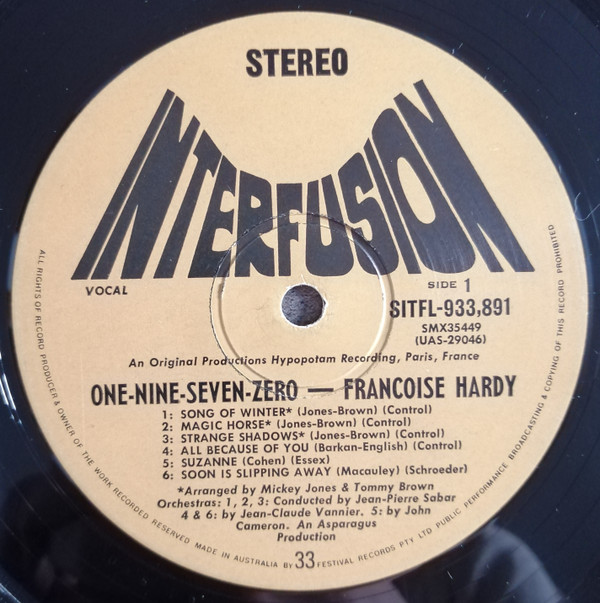 STEREO
INTERFUSION
VOCAL
SIDE 1
SITFL-933,891
SMX35449
(UAS-29046)
An Original Productions Hypopotam Recording, Paris, France
ONE-NINE-SEVEN-ZERO — FRANCOISE HARDY
1: SONG OF WINTER* (Jones-Brown) (Control)
2: MAGIC HORSE* (Jones-Brown) (Control)
3: STRANGE SHADOWS* (Jones-Brown) (Control)
4: ALL BECAUSE OF YOU (Barkan-English) (Control)
5: SUZANNE (Cohen) (Essex)
6: SOON IS SLIPPING AWAY (Macauley) (Schroeder)
*Arranged by Mickey Jones & Tommy Brown
Orchestras: 1, 2, 3: Conducted by Jean-Pierre Sabar
4 & 6: by Jean-Claude Vannier. 5: by John
Cameron. An Asparagus
Production
ALL RIGHTS OF RECORD PRODUCER & OWNER OF THE WORK RECORDED RESERVED MADE IN AUSTRALIA BY 33 FESTIVAL RECORDS PTY LTD PUBLIC PERFORMANCE BROADCASTING & COPYING OF THIS RECORD PROHIBITED